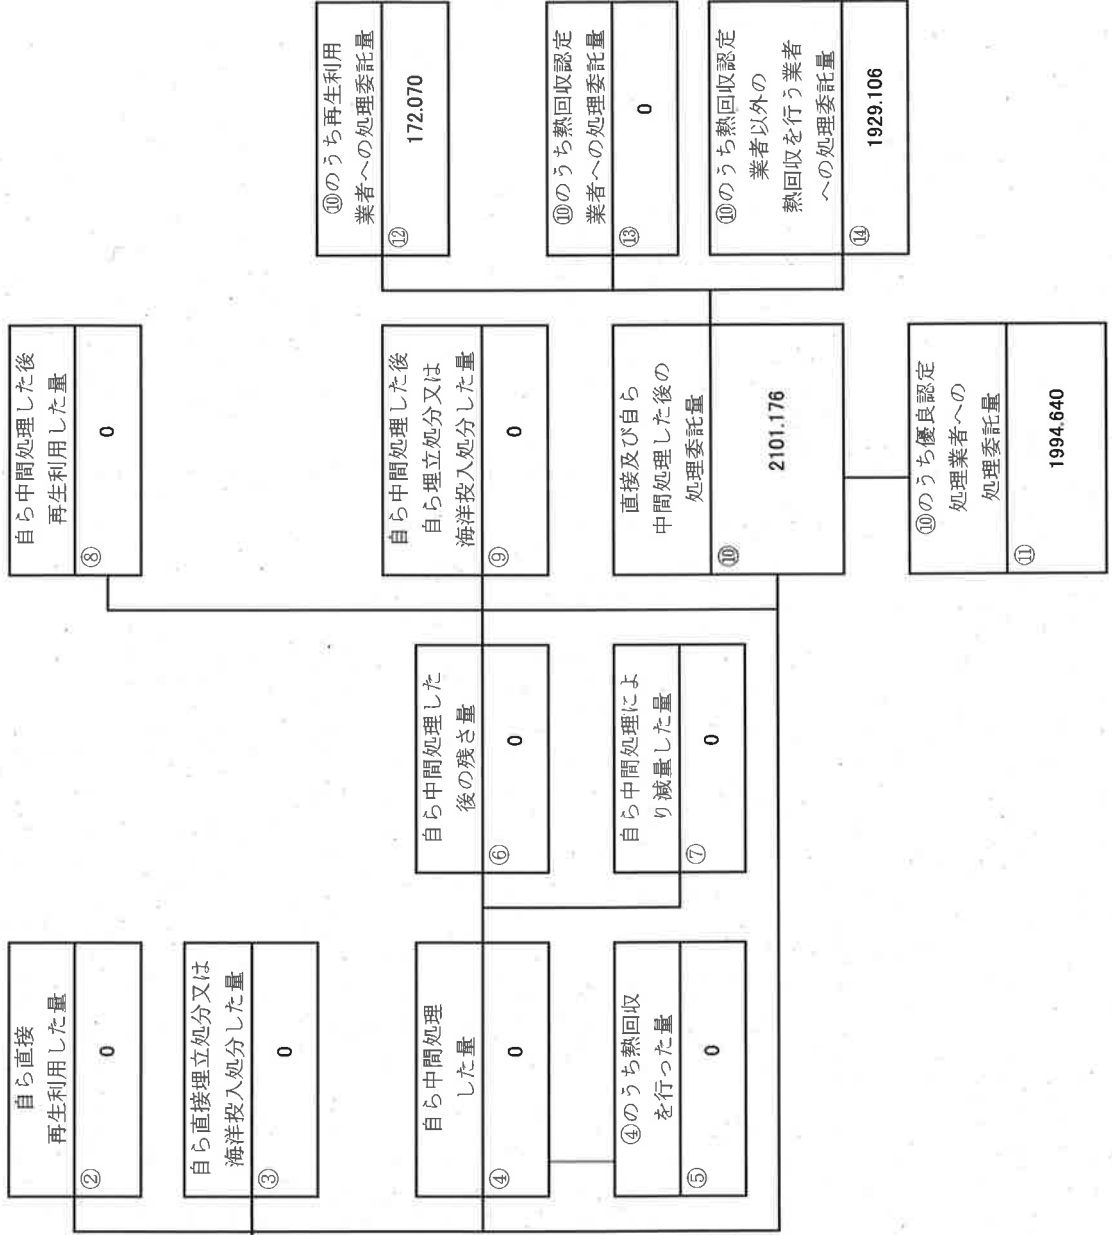 自ら直接
再生利用した量
②
0
自ら直接埋立処分又は
海洋投入処分した量
③
0
自ら中間処理
した量
④
0
④のうち熱回収
を行った量
⑤
0
自ら中間処理した
後の残さ量
⑥
0
自ら中間処理によ
り減量した量
⑦
0
自ら中間処理した後
再生利用した量
⑧
0
自ら中間処理した後
自ら埋立処分又は
海洋投入処分した量
⑨
0
直接及び自ら
中間処理した後の
処理委託量
⑩
2101.176
⑩のうち優良認定
処理業者への
処理委託量
⑪
1994.640
⑩のうち再生利用
業者への処理委託量
⑫
172.070
⑩のうち熱回収認定
業者への処理委託量
⑬
0
⑩のうち熱回収認定
業者以外の
熱回収を行う業者
への処理委託量
⑭
1929.106